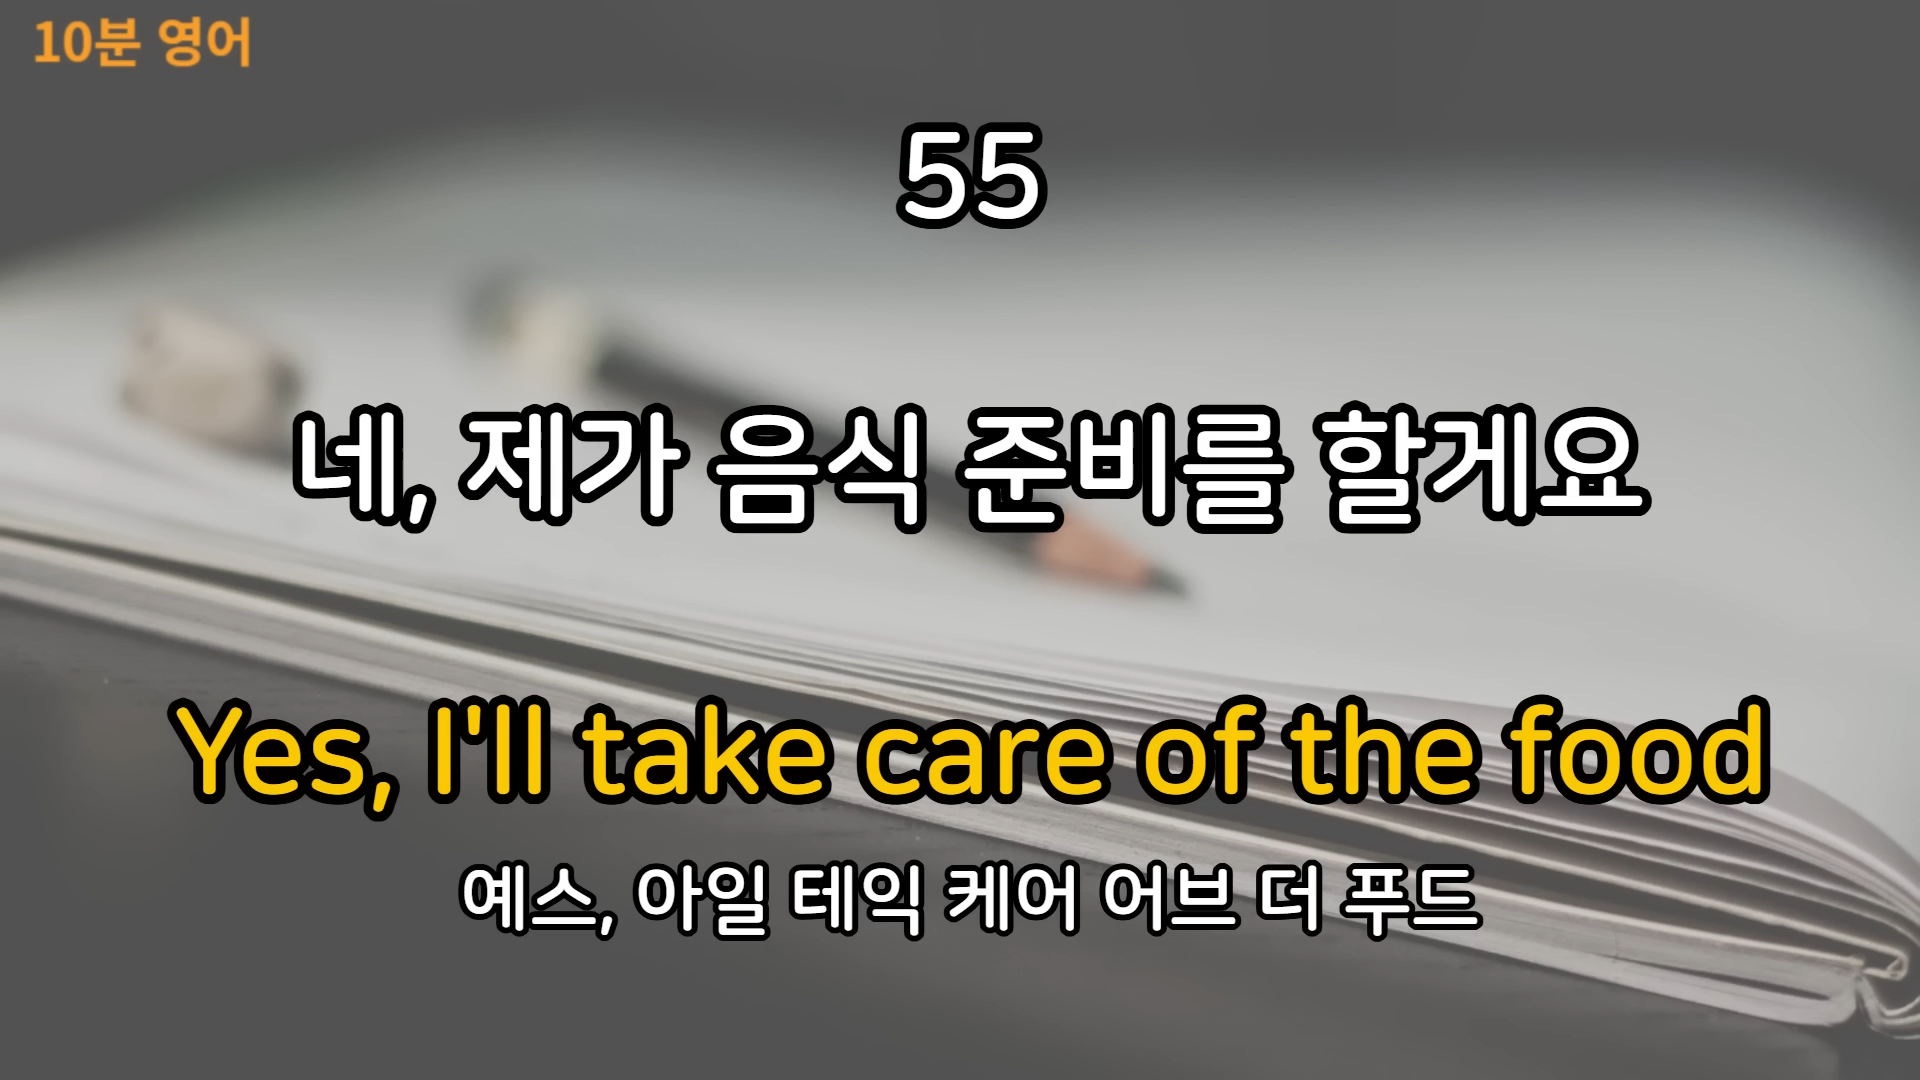 10분 영어
55
네, 제가 음식 준비를 할게요
Yes, I'll take care of the food
예스, 아일 테익 케어 어브 더 푸드